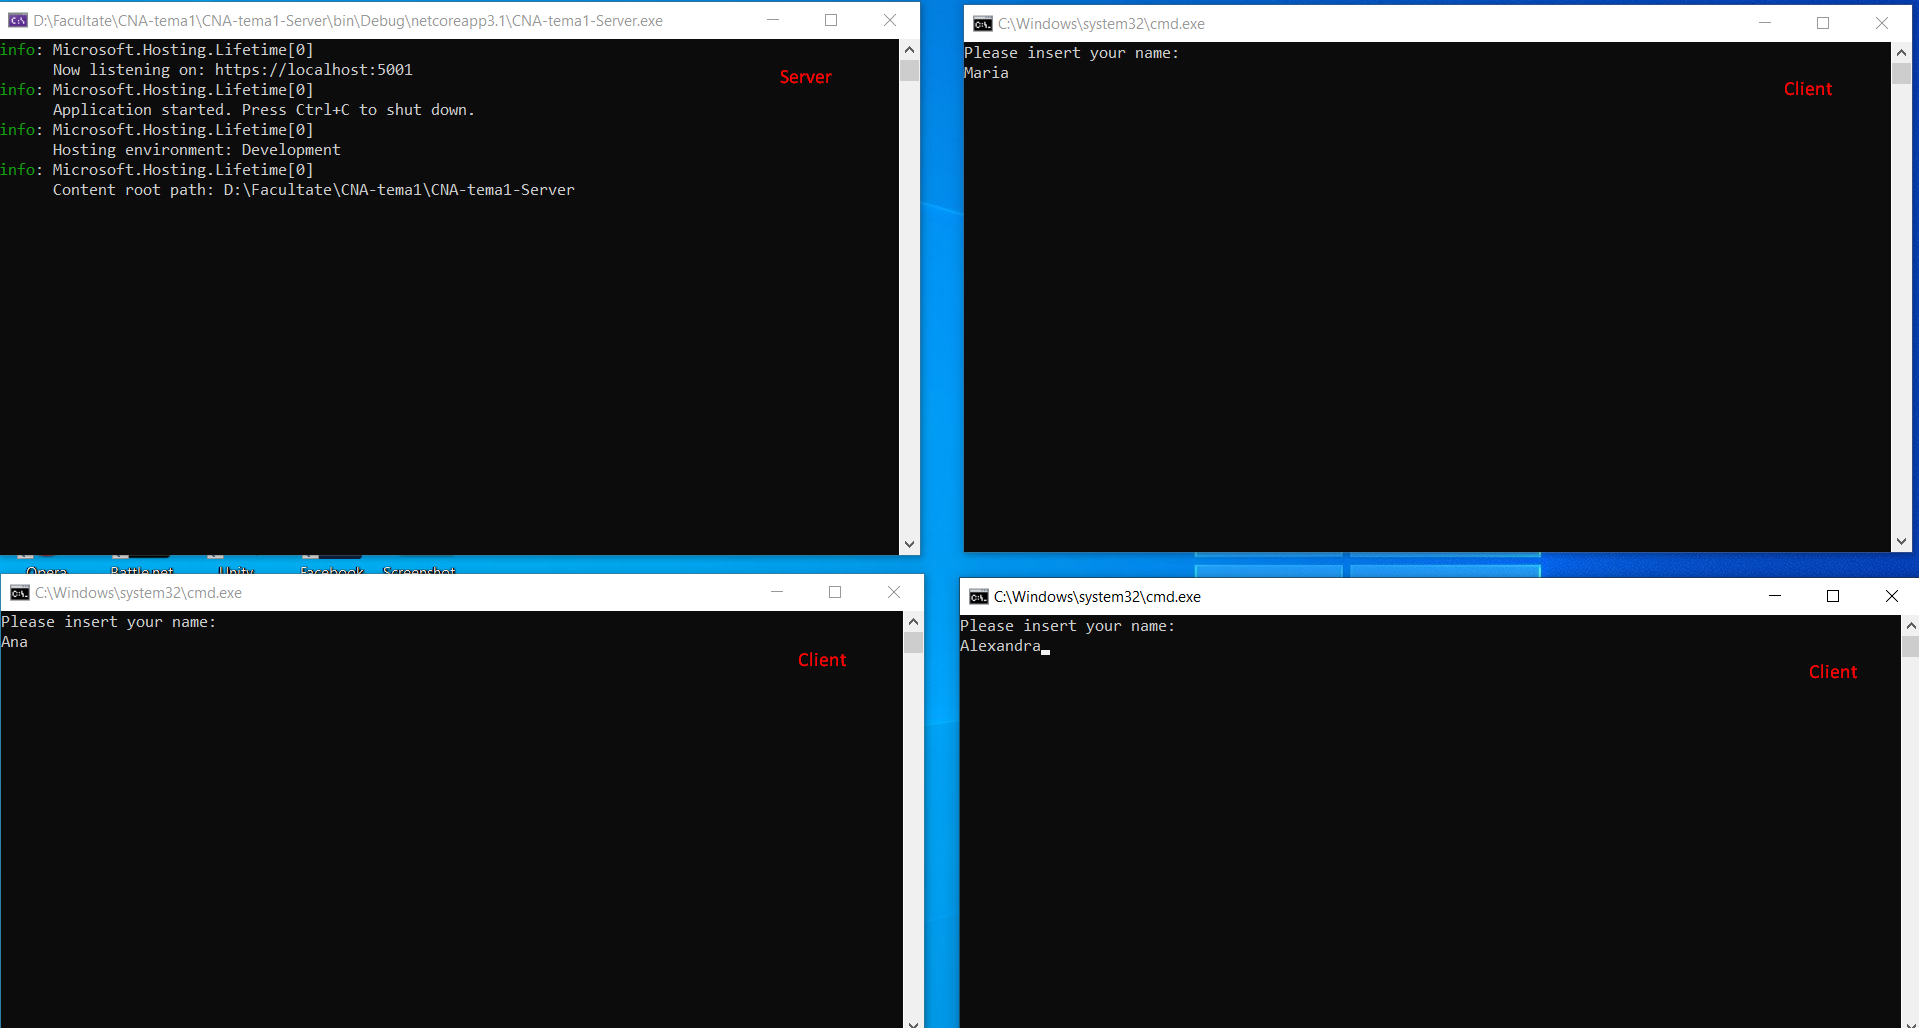 D:\Facultate\CNA-tema1\CNA-tema1-Server\bin\Debug\netcoreapp3.1\CNA-tema1-Server.exe
info: Microsoft.Hosting.Lifetime[0]
Now listening on: https://localhost:5001
info: Microsoft.Hosting.Lifetime[0]
Application started. Press Ctrl+C to shut down.
info: Microsoft.Hosting.Lifetime[0]
Hosting environment: Development
info: Microsoft.Hosting.Lifetime[0]
Content root path: D:\Facultate\CNA-tema1\CNA-tema1-Server
Server
C:\Windows\system32\cmd.exe
Please insert your name:
Maria
Client
Opera Battle.net Unity Facebook Screenshot
C:\Windows\system32\cmd.exe
Please insert your name:
Ana
Client
C:\Windows\system32\cmd.exe
Please insert your name:
Alexandra
Client